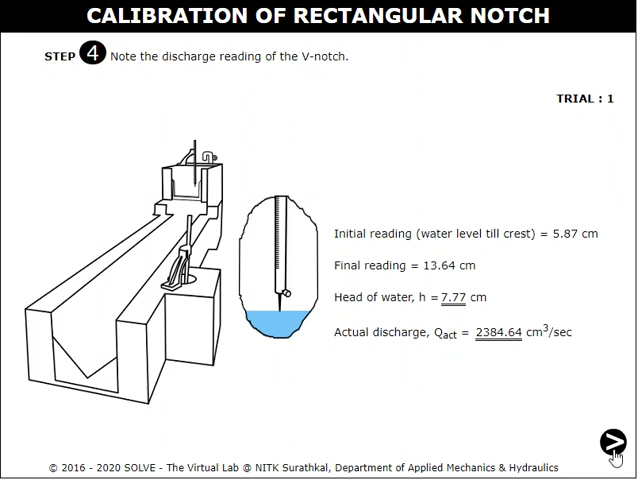 CALIBRATION OF RECTANGULAR NOTCH
STEP 4 Note the discharge reading of the V-notch.
TRIAL : 1
Initial reading (water level till crest) = 5.87 cm
Final reading = 13.64 cm
Head of water, h = 7.77 cm
Actual discharge, Qact = 2384.64 cm³/sec
>
© 2016 - 2020 SOLVE - The Virtual Lab @ NITK Surathkal, Department of Applied Mechanics & Hydraulics